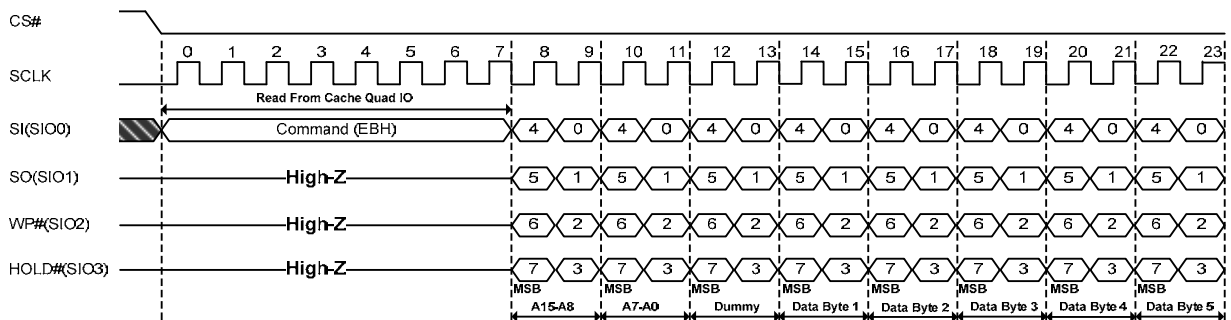 CS#
0 1 2 3 4 5 6 7 8 9 10 11 12 13 14 15 16 17 18 19 20 21 22 23
SCLK
Read From Cache Quad IO
SI(SIO0) Command (EBH) 4 0 4 0 4 0 4 0 4 0 4 0 4 0 4 0
SO(SIO1) High-Z 5 1 5 1 5 1 5 1 5 1 5 1 5 1 5 1
WP#(SIO2) High-Z 6 2 6 2 6 2 6 2 6 2 6 2 6 2 6 2
HOLD#(SIO3) High-Z 7 3 7 3 7 3 7 3 7 3 7 3 7 3 7 3
MSB MSB MSB MSB MSB MSB MSB MSB
A15-A8 A7-A0 Dummy Data Byte 1 Data Byte 2 Data Byte 3 Data Byte 4 Data Byte 5